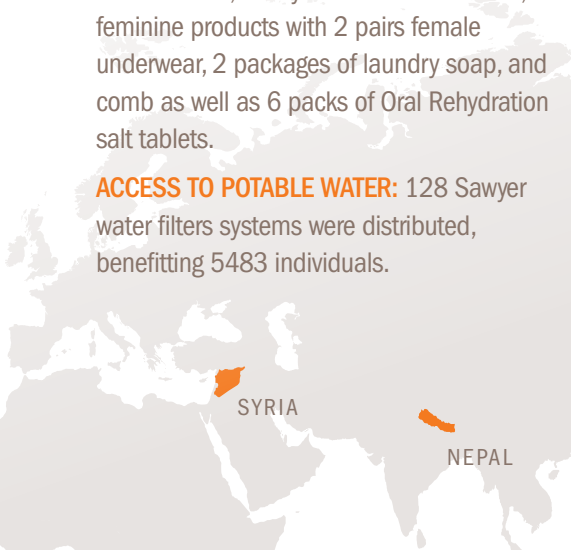 feminine products with 2 pairs female
underwear, 2 packages of laundry soap, and
comb as well as 6 packs of Oral Rehydration
salt tablets.
ACCESS TO POTABLE WATER: 128 Sawyer
water filters systems were distributed,
benefitting 5483 individuals.
SYRIA
NEPAL